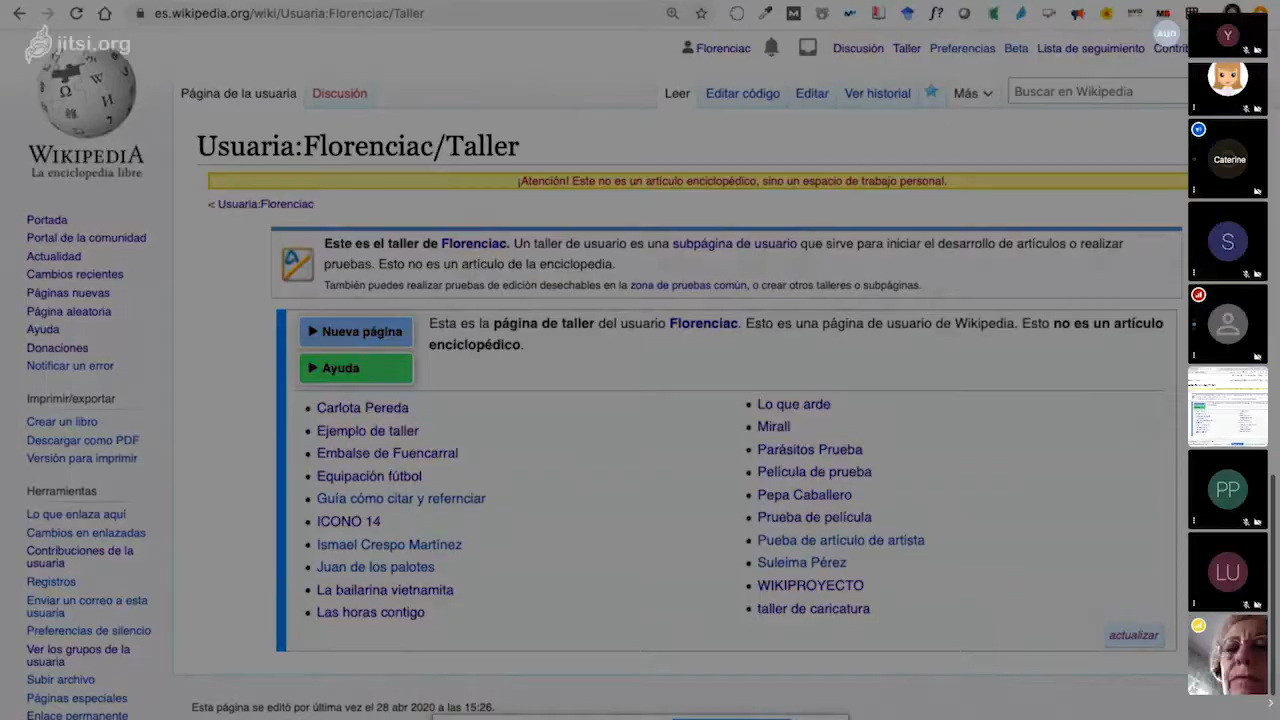 es.wikipedia.org/wiki/Usuaria:Florenciac/Taller
jitsi.org
Florenciac Discusión Taller Preferencias Beta Lista de seguimiento
Página de la usuaria Discusión Leer Editar código Editar Ver historial Más Buscar en Wikipedia
WIKIPEDIA
La enciclopedia libre
Usuaria:Florenciac/Taller
¡Atención! Este no es un artículo enciclopédico, sino un espacio de trabajo personal.
< Usuaria:Florenciac
Este es el taller de Florenciac. Un taller de usuario es una subpágina de usuario que sirve para iniciar el desarrollo de artículos o realizar
pruebas. Esto no es un artículo de la enciclopedia.
También puedes realizar pruebas de edición desechables en la zona de pruebas común, o crear otros talleres o subpáginas.
Nueva página
Ayuda
Esta es la página de taller del usuario Florenciac. Esto es una página de usuario de Wikipedia. Esto no es un artículo
enciclopédico.
Carlota Pereda
Ejemplo de taller
Embalse de Fuencarral
Equipación fútbol
Guía cómo citar y refernciar
ICONO 14
Ismael Crespo Martínez
Juan de los palotes
La bailarina vietnamita
Las horas contigo
Lo que arde
Mirall
Parásitos Prueba
Película de prueba
Pepa Caballero
Prueba de película
Pueba de artículo de artista
Suleima Pérez
WIKIPROYECTO
taller de caricatura
actualizar
Esta página se editó por última vez el 28 abr 2020 a las 15:26.
Portada
Portal de la comunidad
Actualidad
Cambios recientes
Páginas nuevas
Página aleatoria
Ayuda
Donaciones
Notificar un error
Imprimir/exportar
Crear un libro
Descargar como PDF
Versión para imprimir
Herramientas
Lo que enlaza aquí
Cambios en enlazadas
Contribuciones de la
usuaria
Registros
Enviar un correo a esta
usuaria
Preferencias de silencio
Ver los grupos de la
usuaria
Subir archivo
Páginas especiales
Enlace permanente
Y
Caterine
S
PP
LU